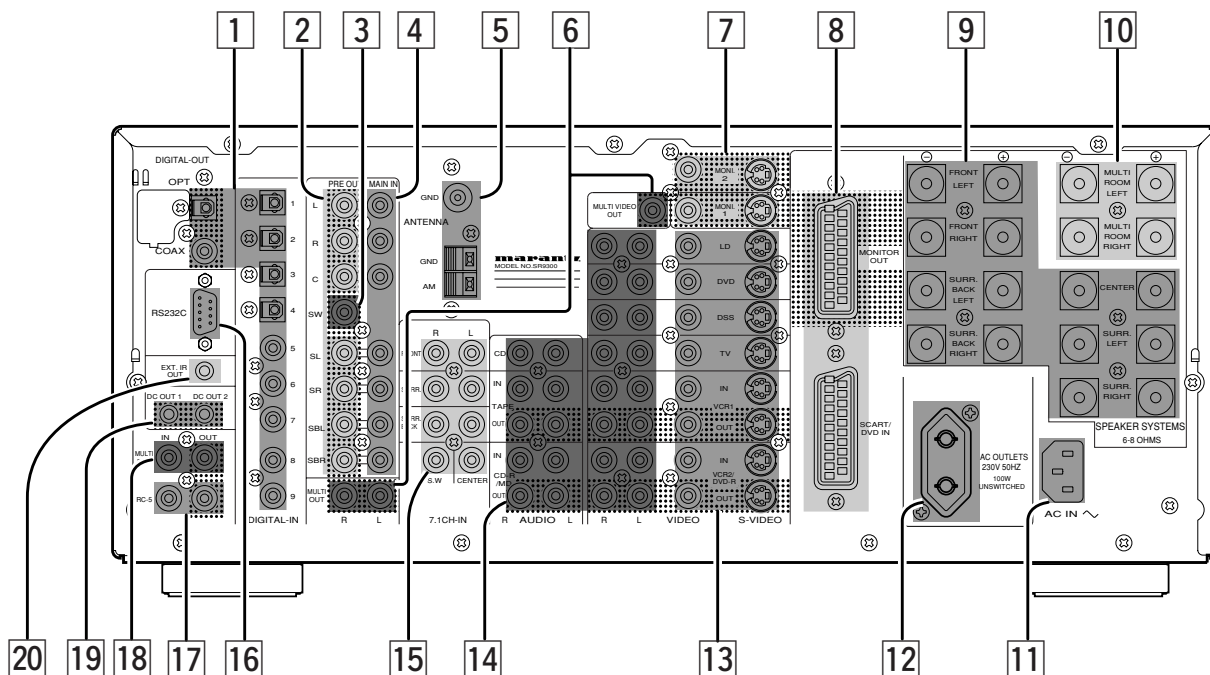 1 2 3 4 5 6 7 8 9 10
DIGITAL-OUT
OPT
COAX
RS232C
EXT. IR
OUT
DC OUT 1 DC OUT 2
IN OUT
MULTI
RC-5
1
2
3
4
5
6
7
8
9
DIGITAL-IN
PRE OUT MAIN IN
L
R
C
SW
SL
SR
SBL
SBR
MULTI
OUT
R L
GND
ANTENNA
GND
AM
marantz
MODEL NO.SR9300
R L
S.W CENTER
7.1CH-IN
CD
IN
TAPE
OUT
IN
CD-R
/MD
OUT
R AUDIO L
MULTI VIDEO
OUT
MONI.
2
MONI.
1
LD
DVD
DSS
TV
IN
VCR1
OUT
IN
VCR2/
DVD-R
OUT
R L VIDEO S-VIDEO
MONITOR
OUT
SCART/
DVD IN
− +
FRONT
LEFT
FRONT
RIGHT
SURR.
BACK
LEFT
SURR.
BACK
RIGHT
− +
MULTI
ROOM
LEFT
MULTI
ROOM
RIGHT
CENTER
SURR.
LEFT
SURR.
RIGHT
SPEAKER SYSTEMS
6-8 OHMS
AC OUTLETS
230V 50HZ
100W
UNSWITCHED
AC IN ~
20 19 18 17 16 15 14 13 12 11